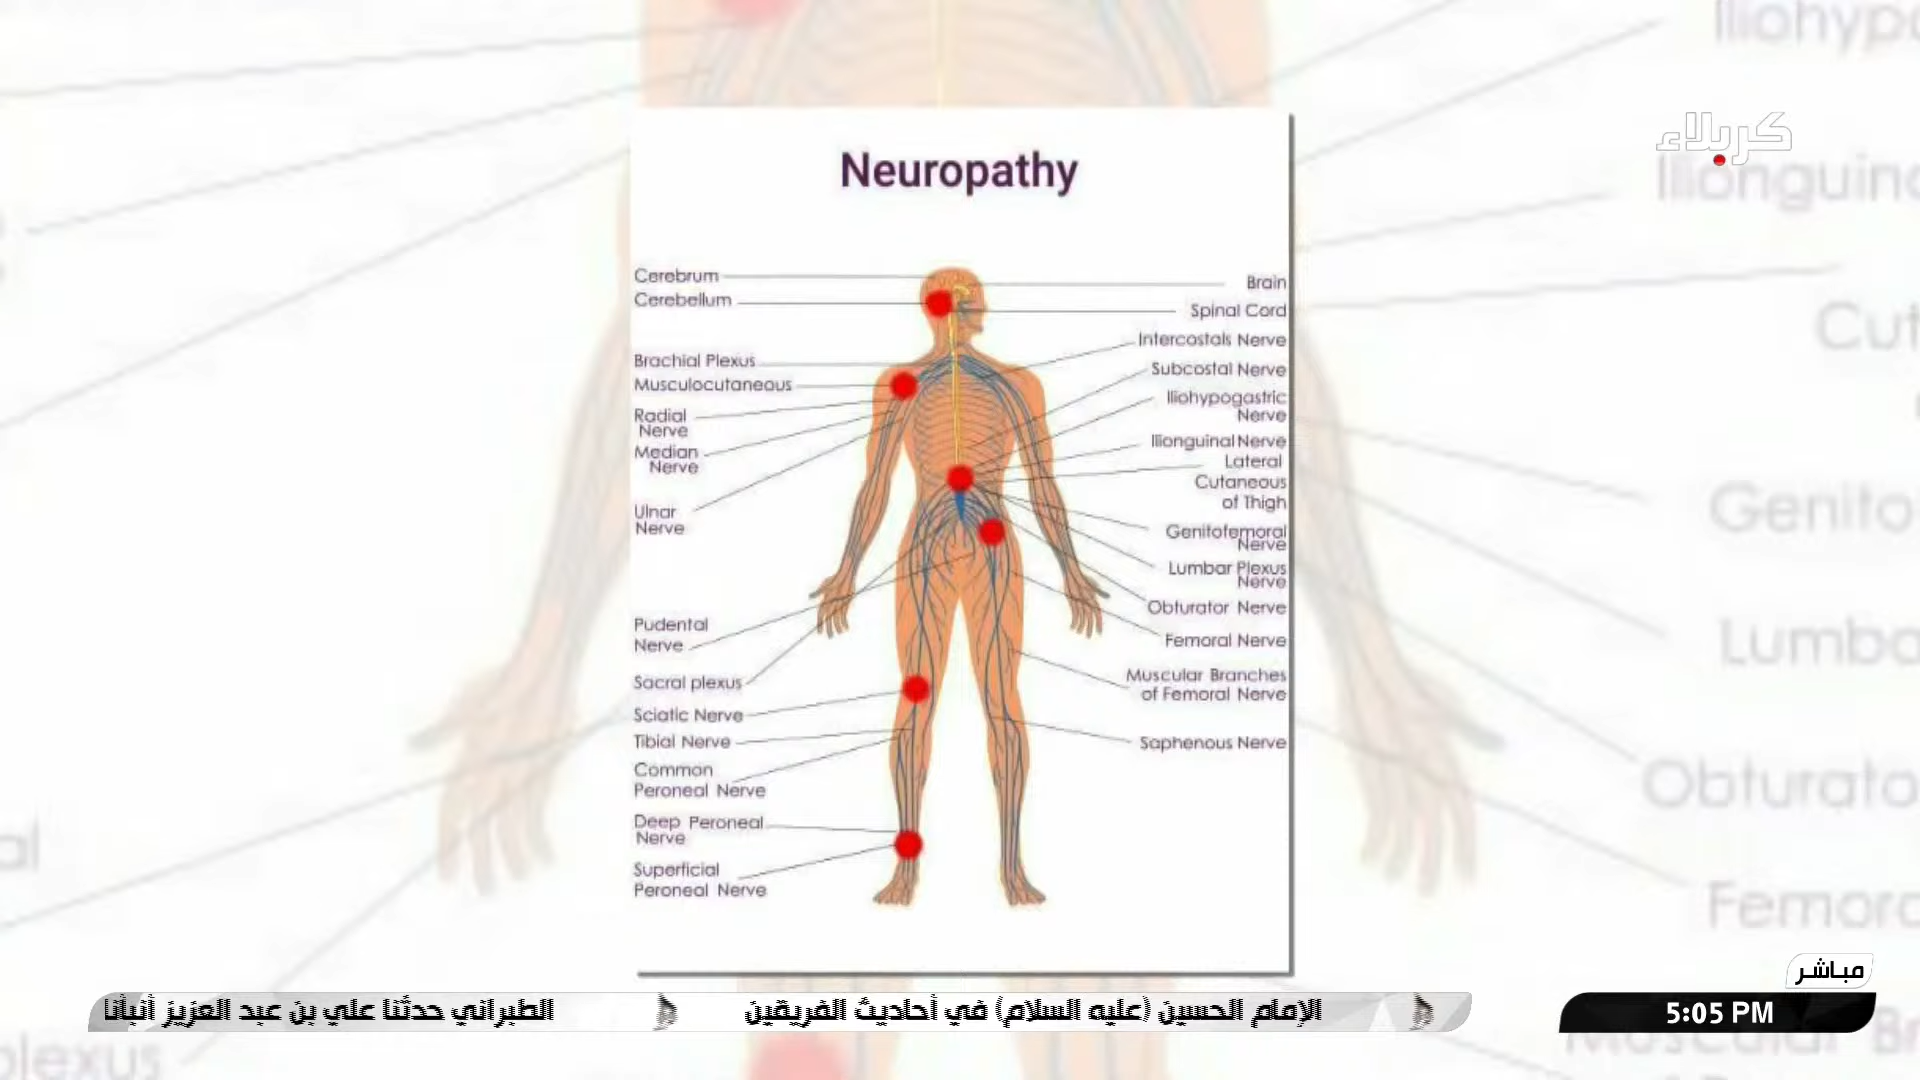 كربلاء
Neuropathy
Cerebrum
Cerebellum
Brachial Plexus
Musculocutaneous
Radial
Nerve
Median
Nerve
Ulnar
Nerve
Pudental
Nerve
Sacral plexus
Sciatic Nerve
Tibial Nerve
Common
Peroneal Nerve
Deep Peroneal
Nerve
Superficial
Peroneal Nerve
Brain
Spinal Cord
Intercostals Nerve
Subcostal Nerve
Iliohypogastric
Nerve
Ilionguinal Nerve
Lateral
Cutaneous
of Thigh
Genitofemoral
Nerve
Lumbar Plexus
Nerve
Obturator Nerve
Femoral Nerve
Muscular Branches
of Femoral Nerve
Saphenous Nerve
مباشر
5:05 PM
الإمام الحسين (عليه السلام) في أحاديث الفريقين
الطبراني حدثنا علي بن عبد العزيز أنبأنا